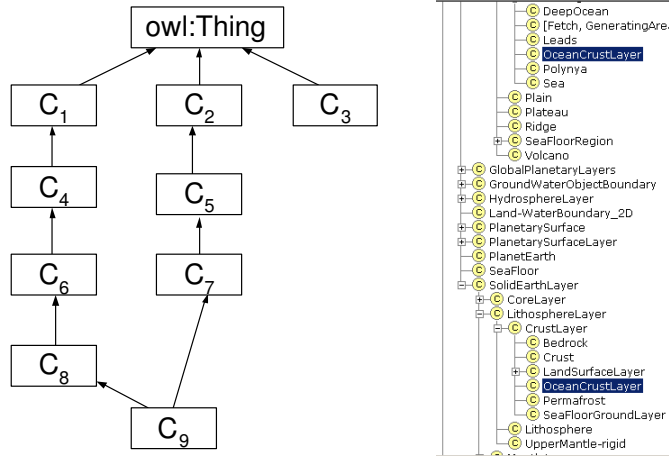 owl:Thing
C1
C2
C3
C4
C5
C6
C7
C8
C9
DeepOcean
[Fetch, GeneratingArea
Leads
OceanCrustLayer
Polynya
Sea
Plain
Plateau
Ridge
SeaFloorRegion
Volcano
GlobalPlanetaryLayers
GroundWaterObjectBoundary
HydrosphereLayer
Land-WaterBoundary_2D
PlanetarySurface
PlanetarySurfaceLayer
PlanetEarth
SeaFloor
SolidEarthLayer
CoreLayer
LithosphereLayer
CrustLayer
Bedrock
Crust
LandSurfaceLayer
OceanCrustLayer
Permafrost
SeaFloorGroundLayer
Lithosphere
UpperMantle-rigid